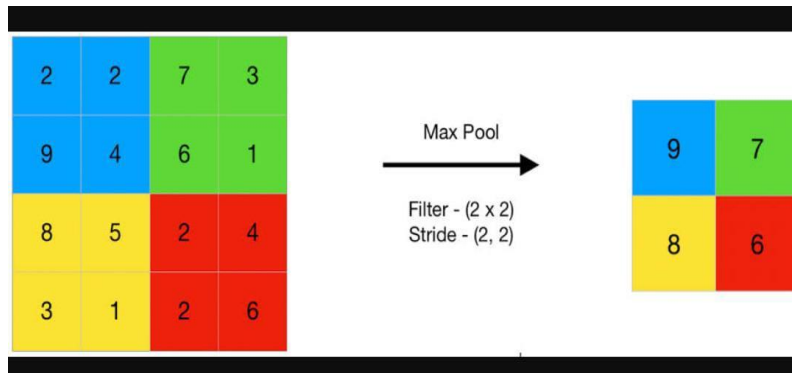 2 2 7 3
9 4 6 1
8 5 2 4
3 1 2 6
Max Pool
Filter - (2 x 2)
Stride - (2, 2)
9 7
8 6